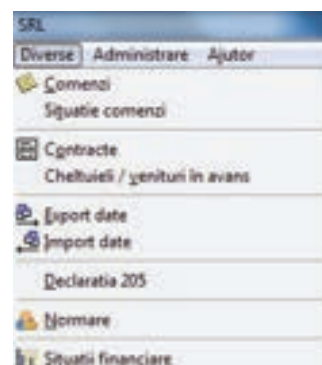 SRL
Diverse Administrare Ajutor
Comenzi
Situatie comenzi
Contracte
Cheltuieli / venituri in avans
Export date
Import date
Declaratia 205
Normare
Situatii financiare